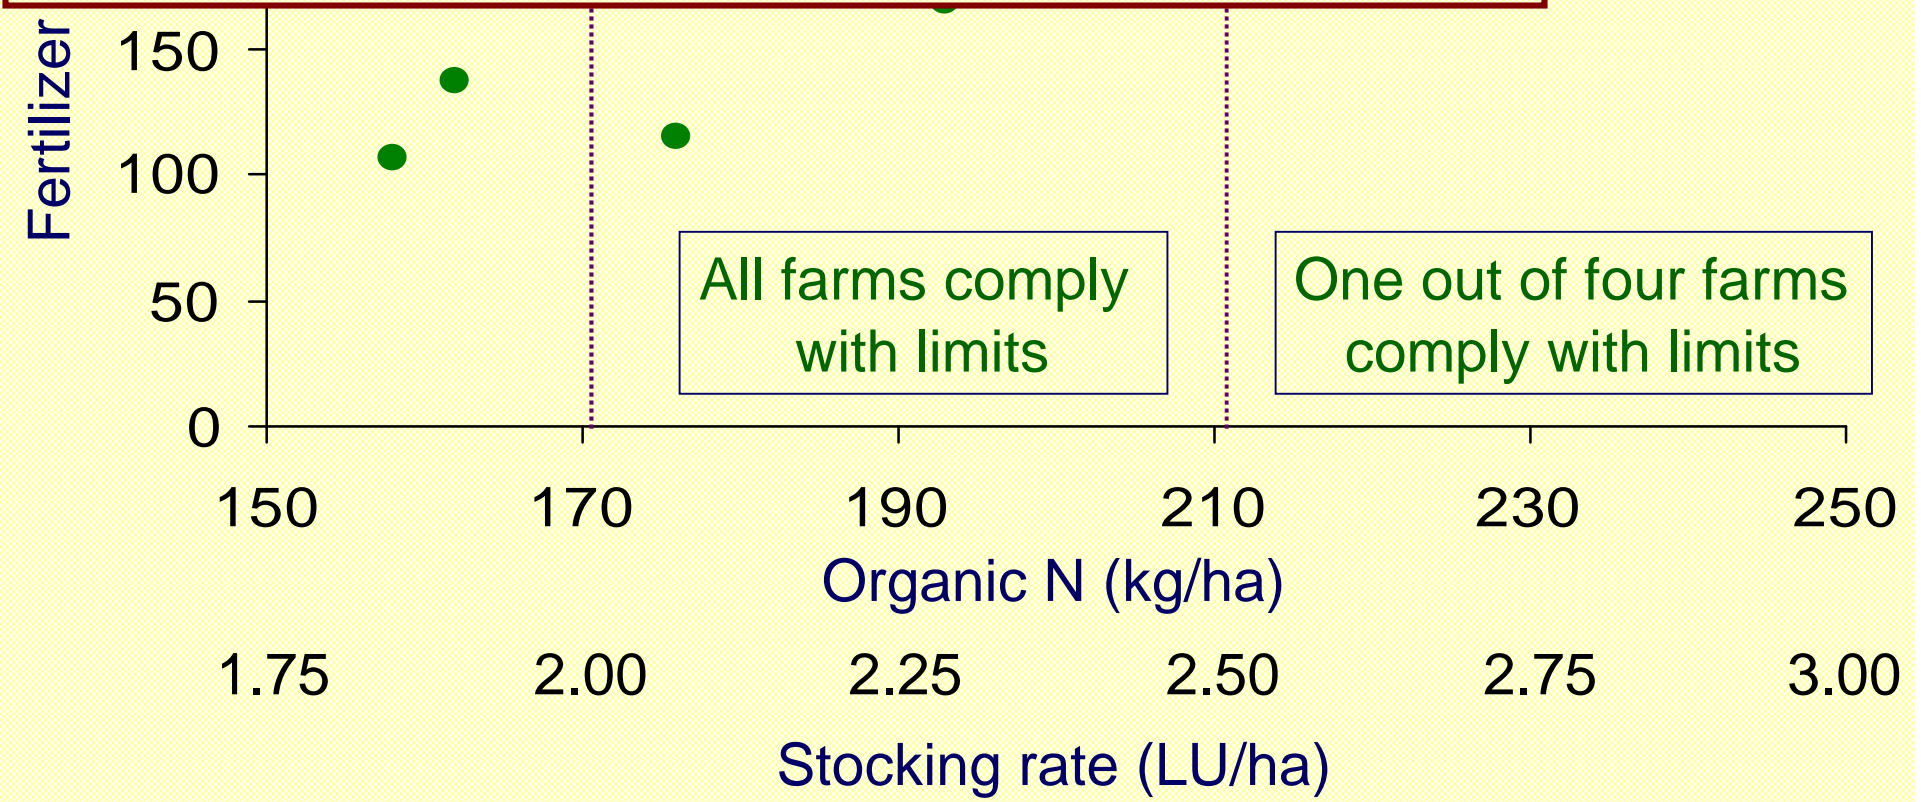 Fertilizer
150
100
50
0
All farms comply
with limits
One out of four farms
comply with limits
150 170 190 210 230 250
Organic N (kg/ha)
1.75 2.00 2.25 2.50 2.75 3.00
Stocking rate (LU/ha)